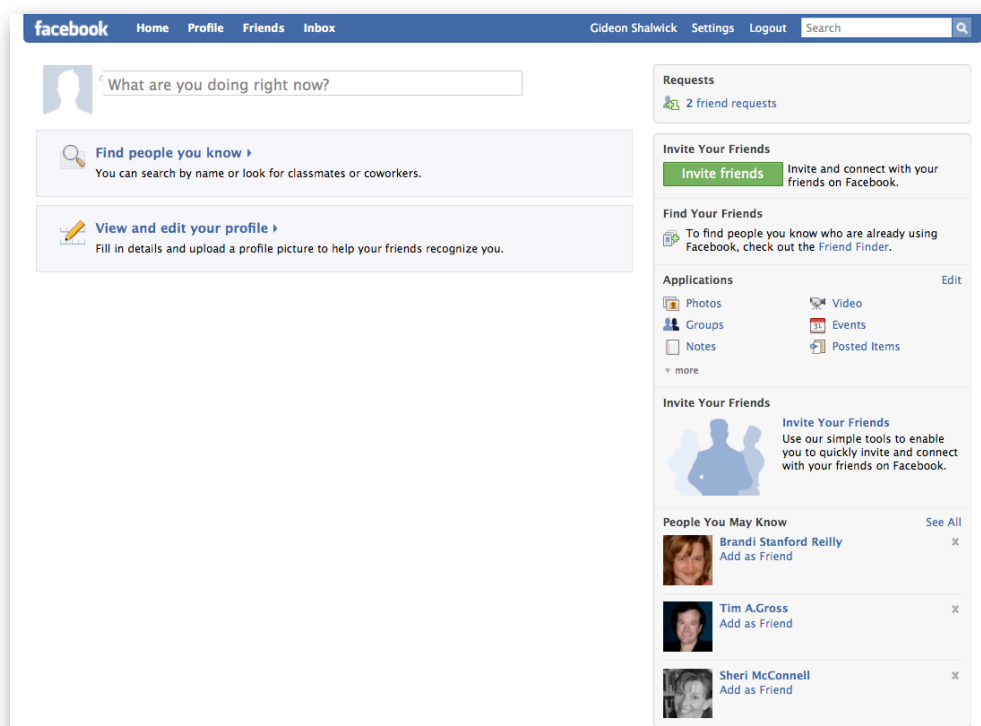 facebook Home Profile Friends Inbox Gideon Shalwick Settings Logout Search
What are you doing right now?
Find people you know
You can search by name or look for classmates or coworkers.
View and edit your profile
Fill in details and upload a profile picture to help your friends recognize you.
Requests
2 friend requests
Invite Your Friends
Invite friends
Invite and connect with your
friends on Facebook.
Find Your Friends
To find people you know who are already using
Facebook, check out the Friend Finder.
Applications Edit
Photos Video
Groups 31 Events
Notes Posted Items
more
Invite Your Friends
Invite Your Friends
Use our simple tools to enable
you to quickly invite and connect
with your friends on Facebook.
People You May Know See All
Brandi Stanford Reilly x
Add as Friend
Tim A.Gross x
Add as Friend
Sheri McConnell x
Add as Friend